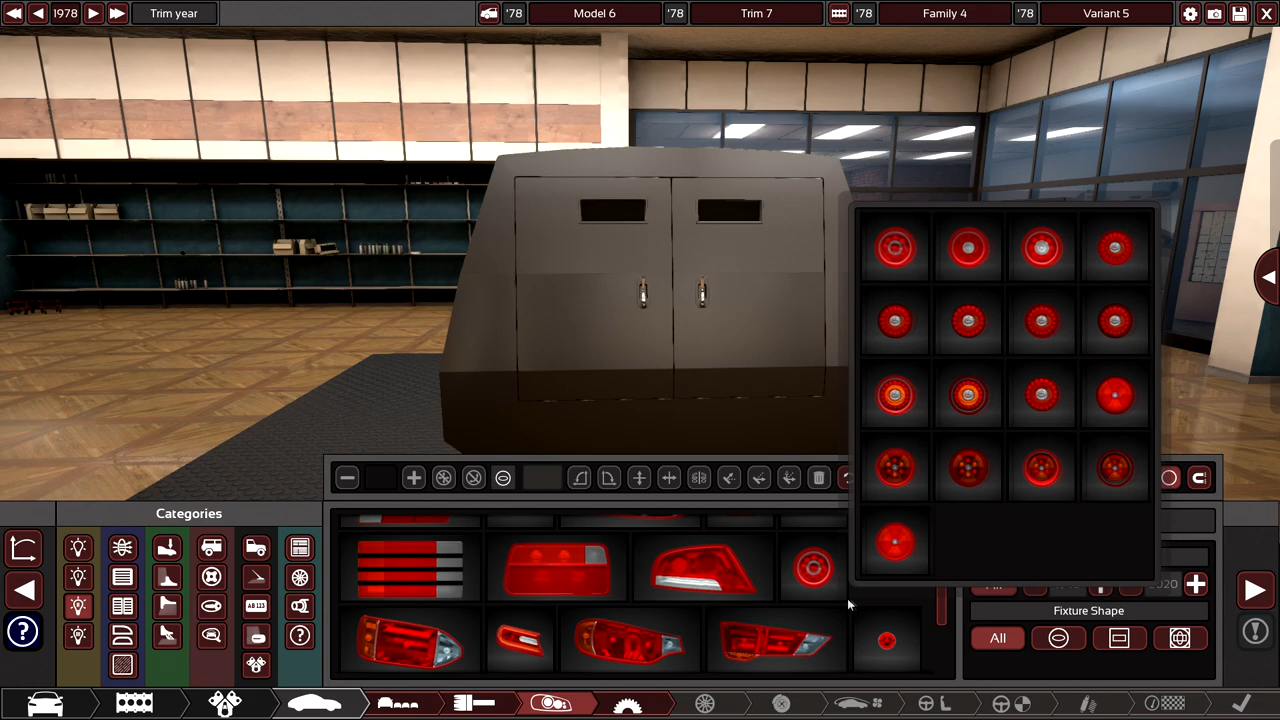 1978
Trim year
'78
Model 6
'78
Trim 7
'78
Family 4
'78
Variant 5
Categories
AB 123
Fixture Shape
All